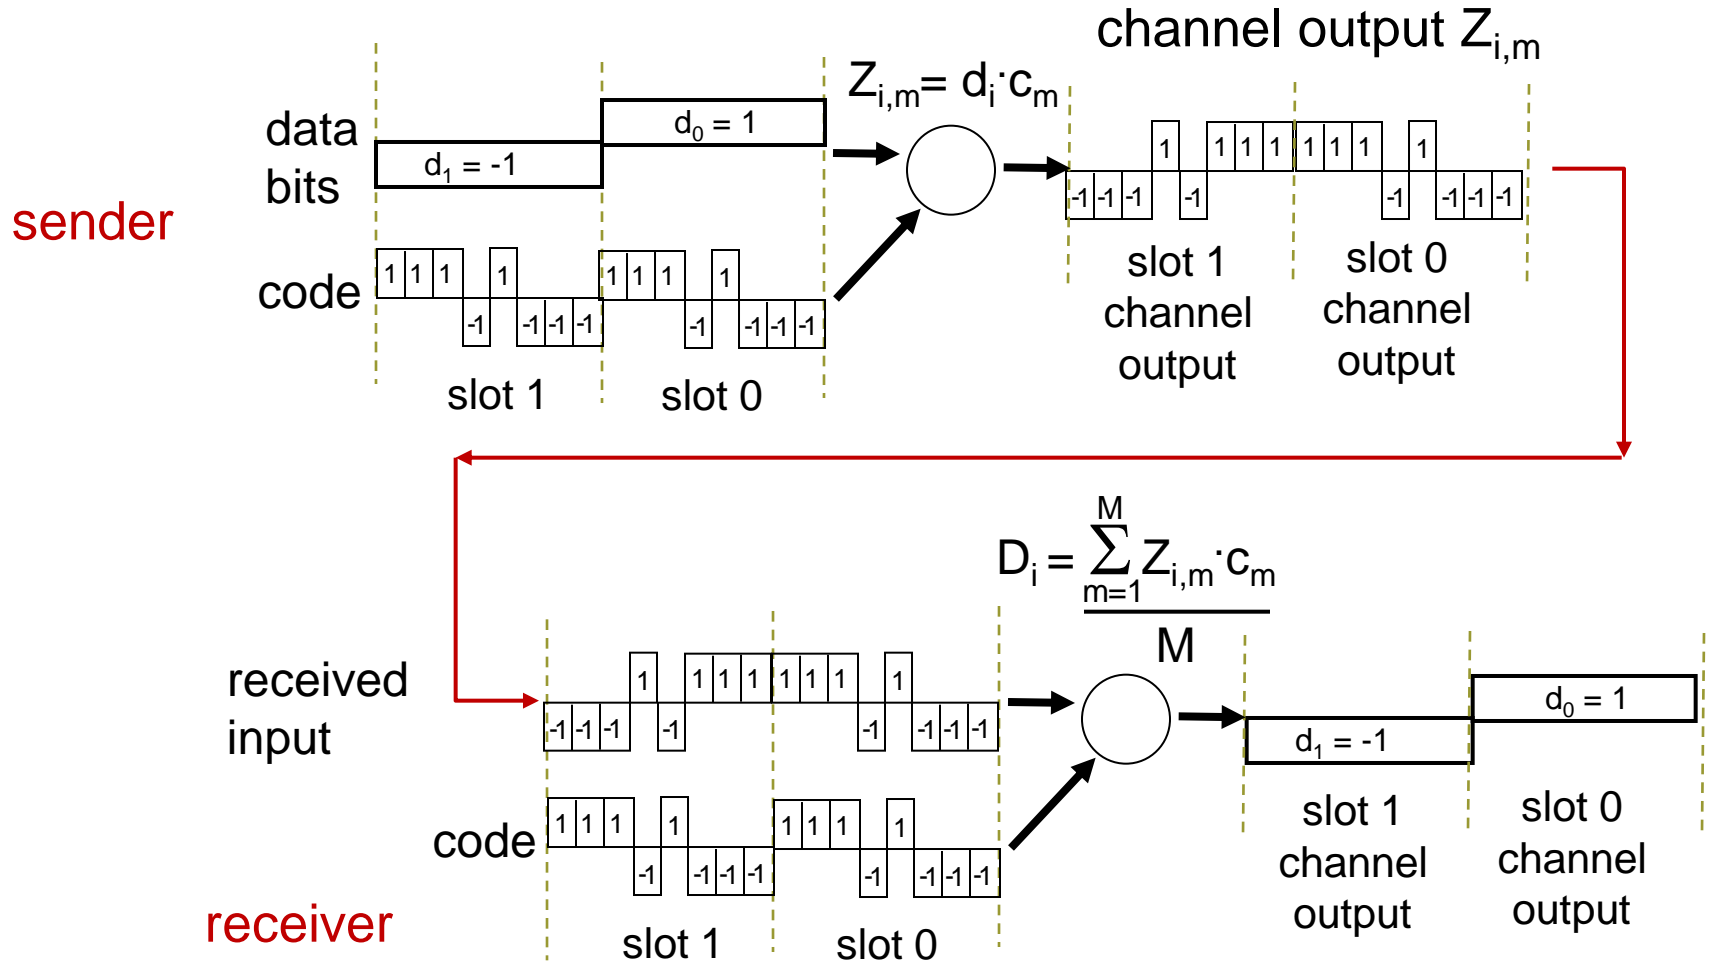 channel output Z_{i,m}
Z_{i,m}= d_i·c_m
data
bits
d_1 = -1
d_0 = 1
sender
code
1 1 1 -1 1 -1 -1 -1
1 1 1 -1 1 -1 -1 -1
slot 1
slot 0
-1 -1 -1 1 -1 1 1 1
1 1 1 -1 1 -1 -1 -1
slot 1
channel
output
slot 0
channel
output
D_i = \sum_{m=1}^{M} Z_{i,m}·c_m
M
received
input
-1 -1 -1 1 -1 1 1 1
1 1 1 -1 1 -1 -1 -1
d_1 = -1
d_0 = 1
code
1 1 1 -1 1 -1 -1 -1
1 1 1 -1 1 -1 -1 -1
slot 1
channel
output
slot 0
channel
output
receiver
slot 1
slot 0